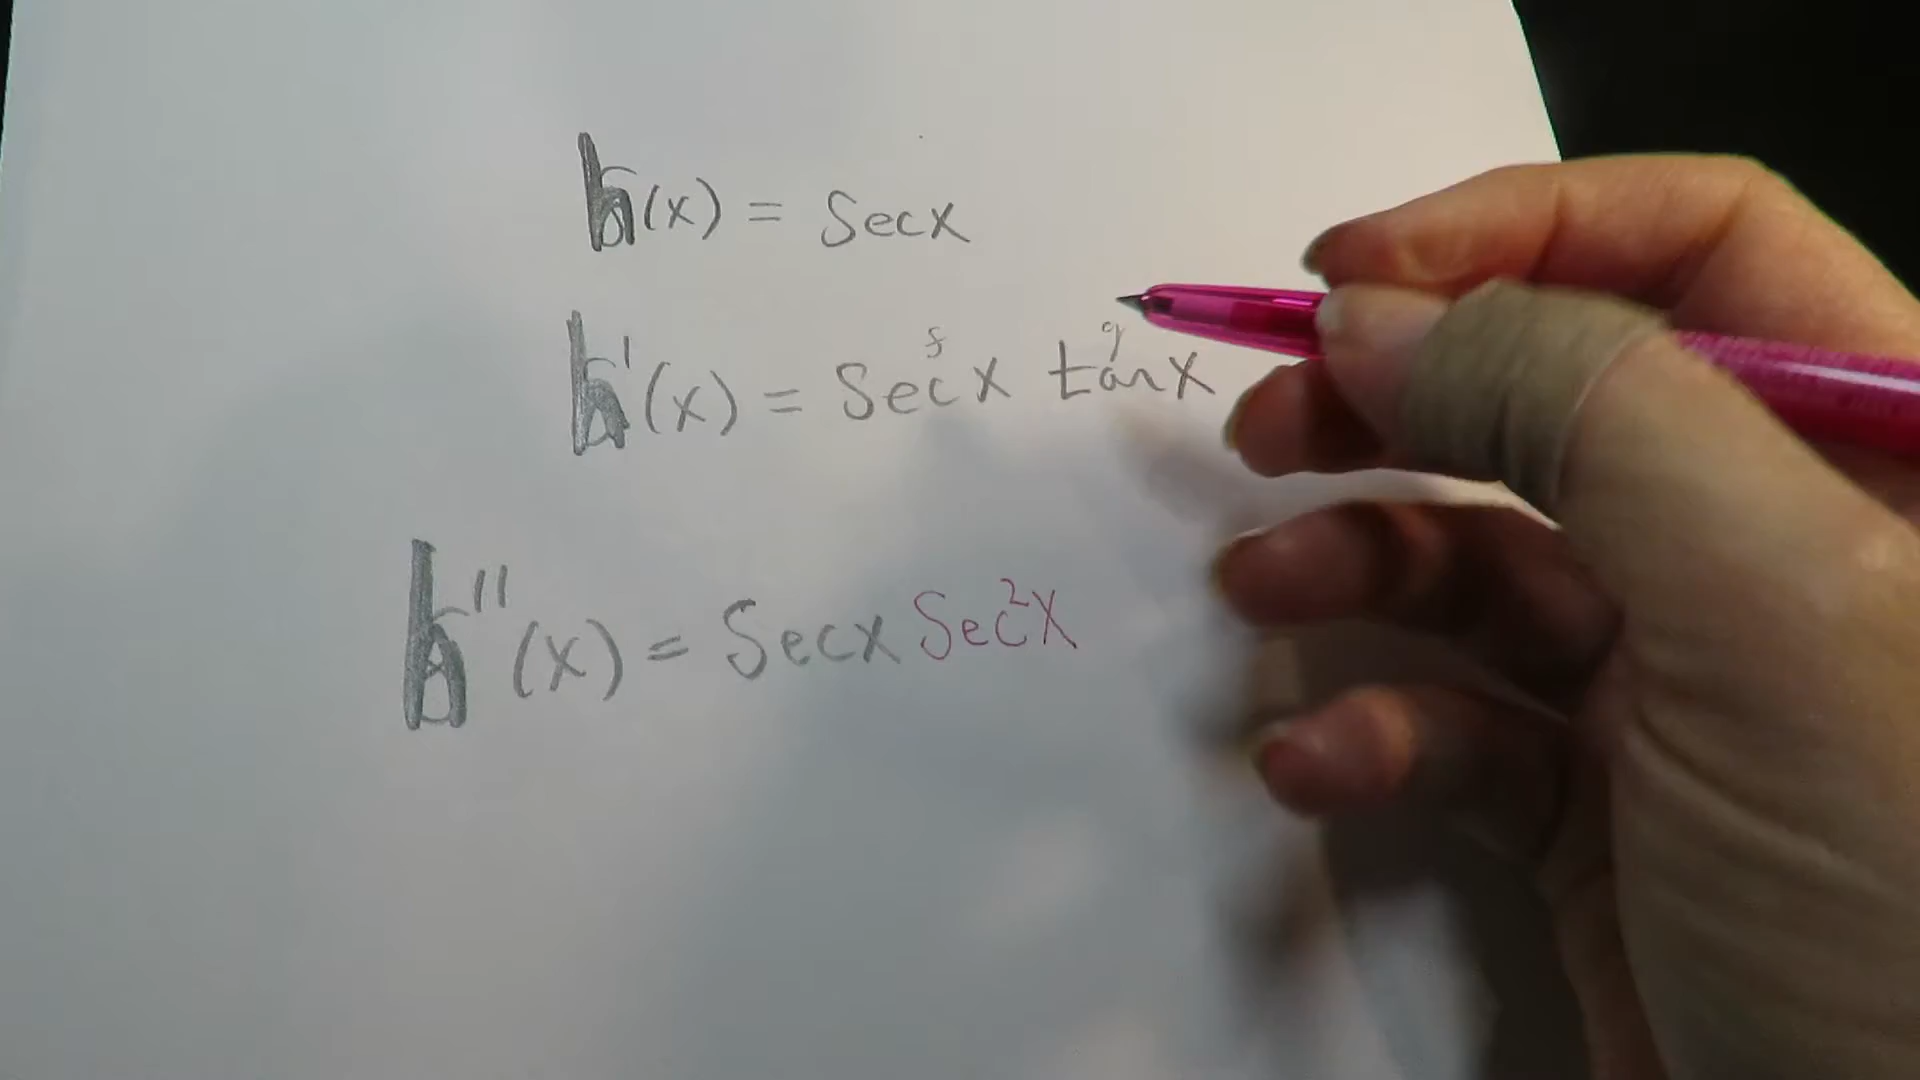 h(x) = Secx
f g
h'(x) = Secx tanx
h''(x) = Secx Sec²x